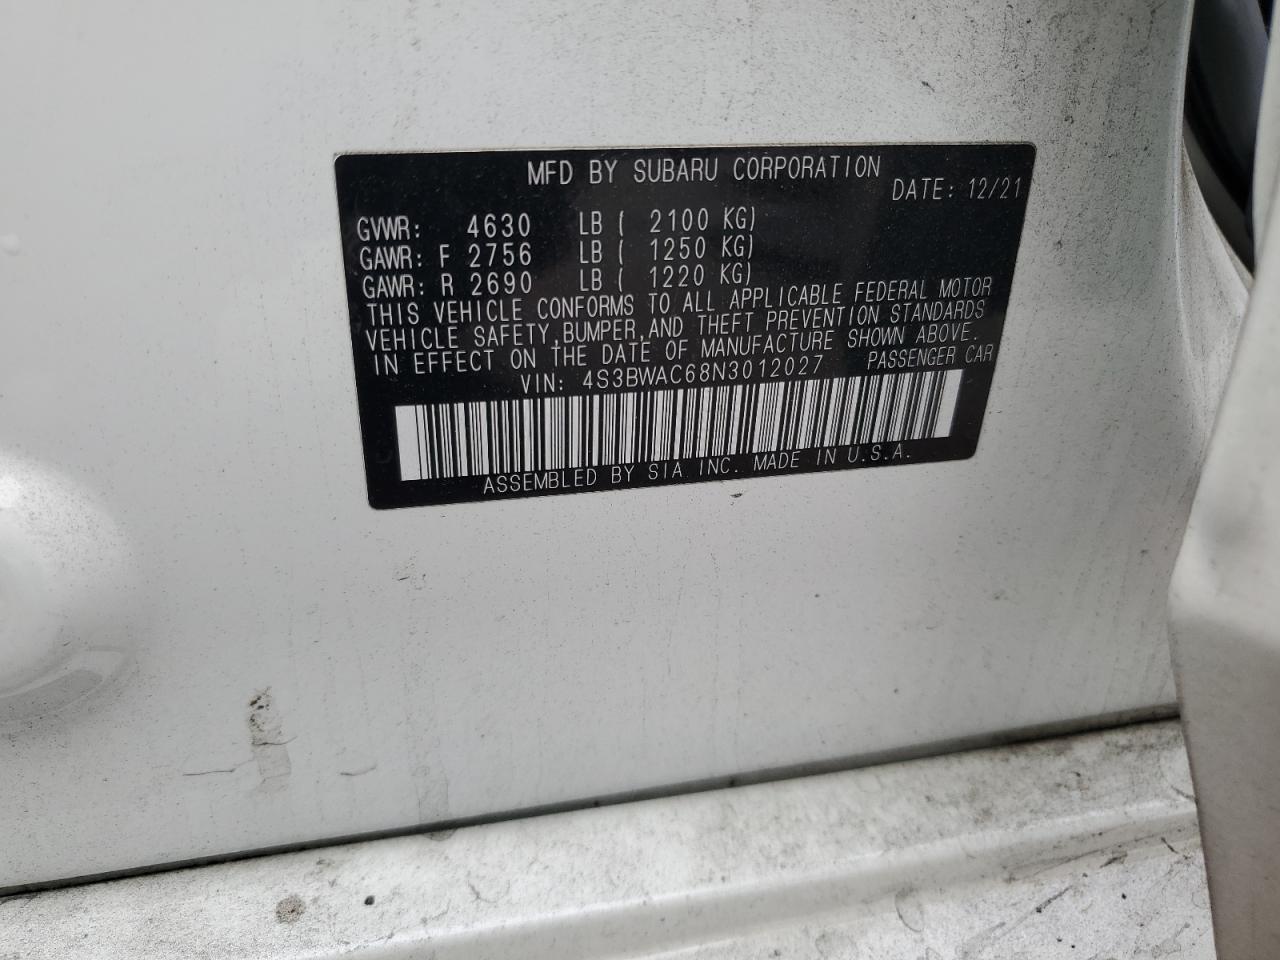 MFD BY SUBARU CORPORATION
DATE: 12/21
GVWR: 4630 LB ( 2100 KG)
GAWR: F 2756 LB ( 1250 KG)
GAWR: R 2690 LB ( 1220 KG)
THIS VEHICLE CONFORMS TO ALL APPLICABLE FEDERAL MOTOR
VEHICLE SAFETY,BUMPER,AND THEFT PREVENTION STANDARDS
IN EFFECT ON THE DATE OF MANUFACTURE SHOWN ABOVE.
VIN: 4S3BWAC68N3012027 PASSENGER CAR
ASSEMBLED BY SIA INC. MADE IN U.S.A.